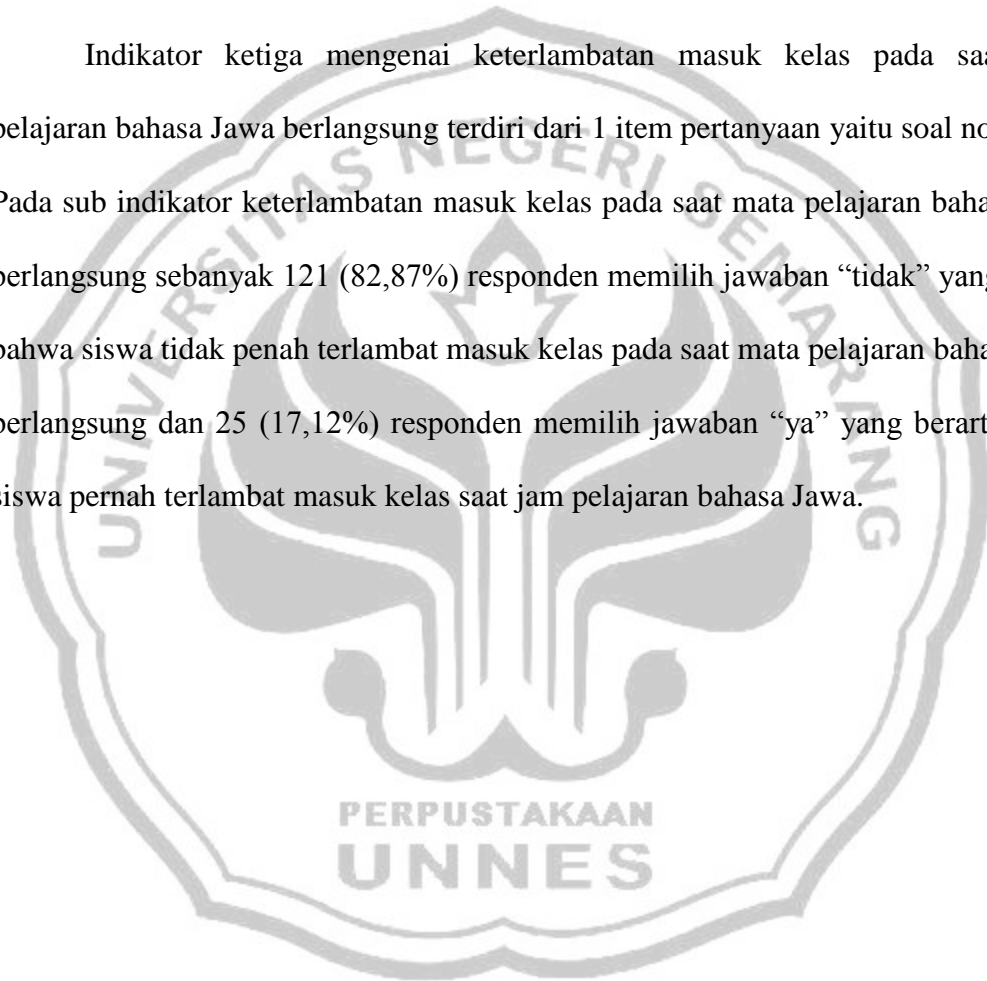 Indikator ketiga mengenai keterlambatan masuk kelas pada saa
pelajaran bahasa Jawa berlangsung terdiri dari 1 item pertanyaan yaitu soal no
Pada sub indikator keterlambatan masuk kelas pada saat mata pelajaran baha
berlangsung sebanyak 121 (82,87%) responden memilih jawaban “tidak” yang
bahwa siswa tidak penah terlambat masuk kelas pada saat mata pelajaran baha
berlangsung dan 25 (17,12%) responden memilih jawaban “ya” yang berart
siswa pernah terlambat masuk kelas saat jam pelajaran bahasa Jawa.
UNIVERSITAS NEGERI SEMARANG
PERPUSTAKAAN
UNNES